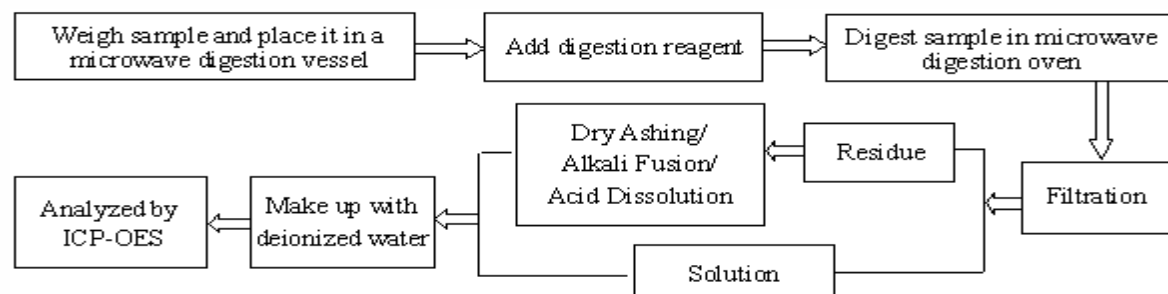 Weigh sample and place it in a
microwave digestion vessel
Add digestion reagent
Digest sample in microwave
digestion oven
Filtration
Residue
Dry Ashing/
Alkali Fusion/
Acid Dissolution
Solution
Make up with
deionized water
Analyzed by
ICP-OES